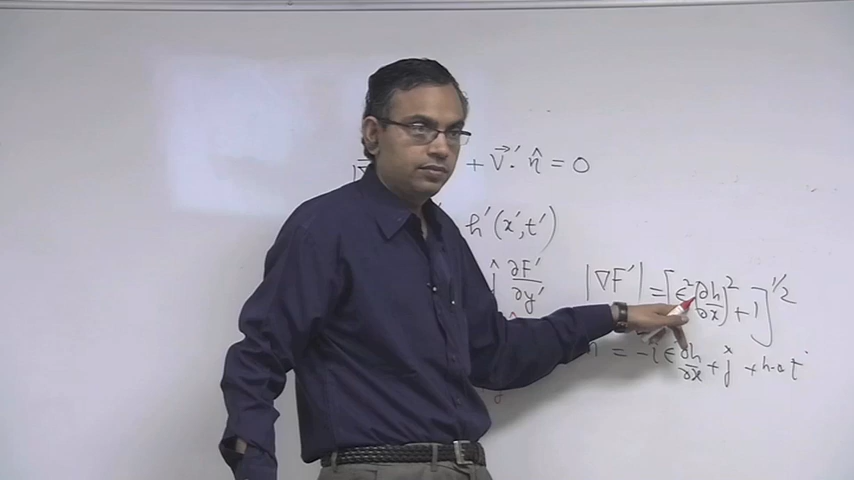 + V⃗'. n̂ = 0
h'(x', t')
∂F'/∂y'
|∇F'| = [ε²(∂h/∂x)² + 1]^1/2
= -î ε ∂h/∂x + ĵ + h.o.t